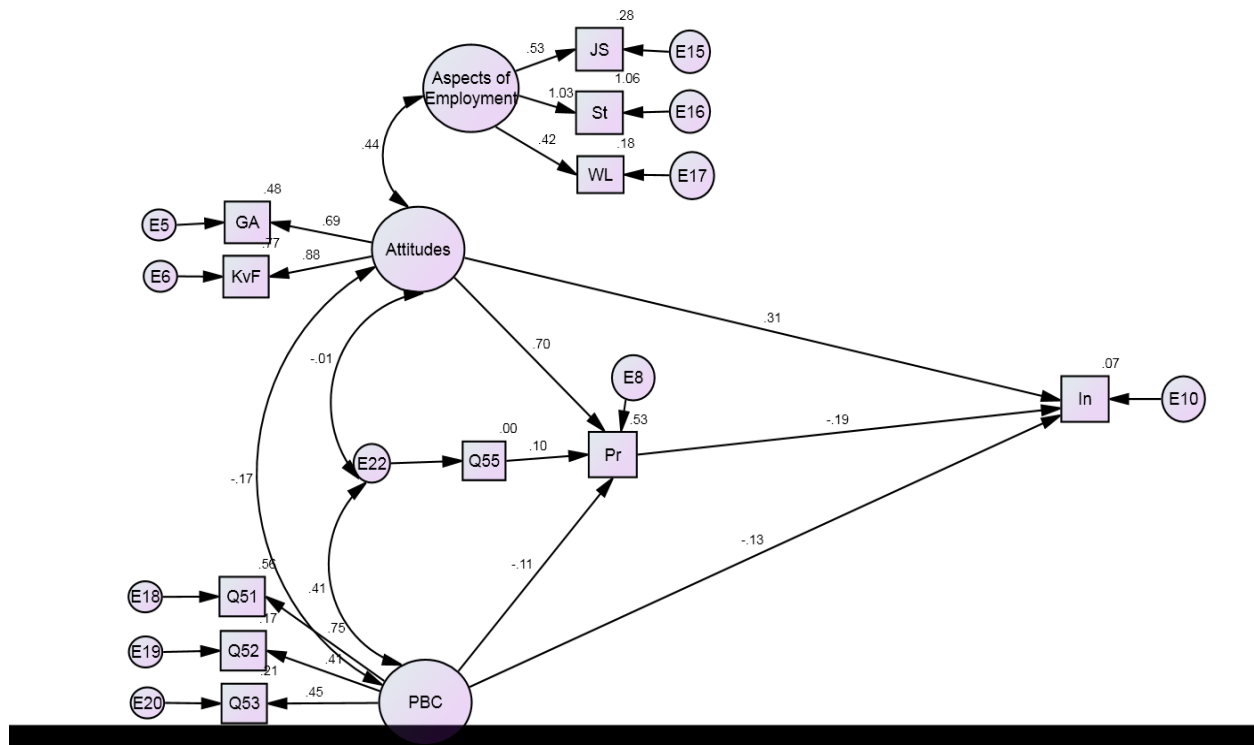 .28
.53
JS
E15
Aspects of
Employment
1.06
1.03
St
E16
.44
.42
.18
WL
E17
.48
E5
GA
.69
Attitudes
.77
E6
KvF
.88
.31
-.01
.70
E8
.07
In
E10
.53
.00
.10
-.19
E22
Q55
Pr
-.17
-.13
.56
-.11
.41
E18
Q51
.17
.75
E19
Q52
.41
.21
E20
Q53
.45
PBC